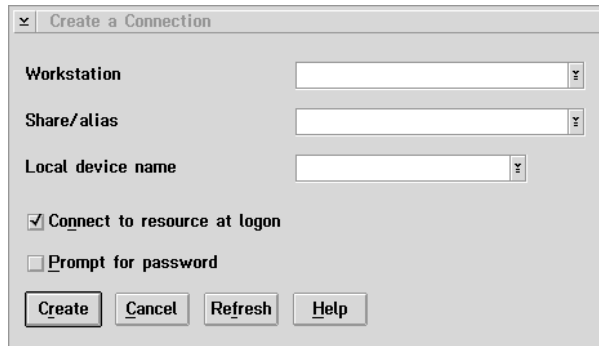 Create a Connection
Workstation
Share/alias
Local device name
Connect to resource at logon
Prompt for password
Create Cancel Refresh Help